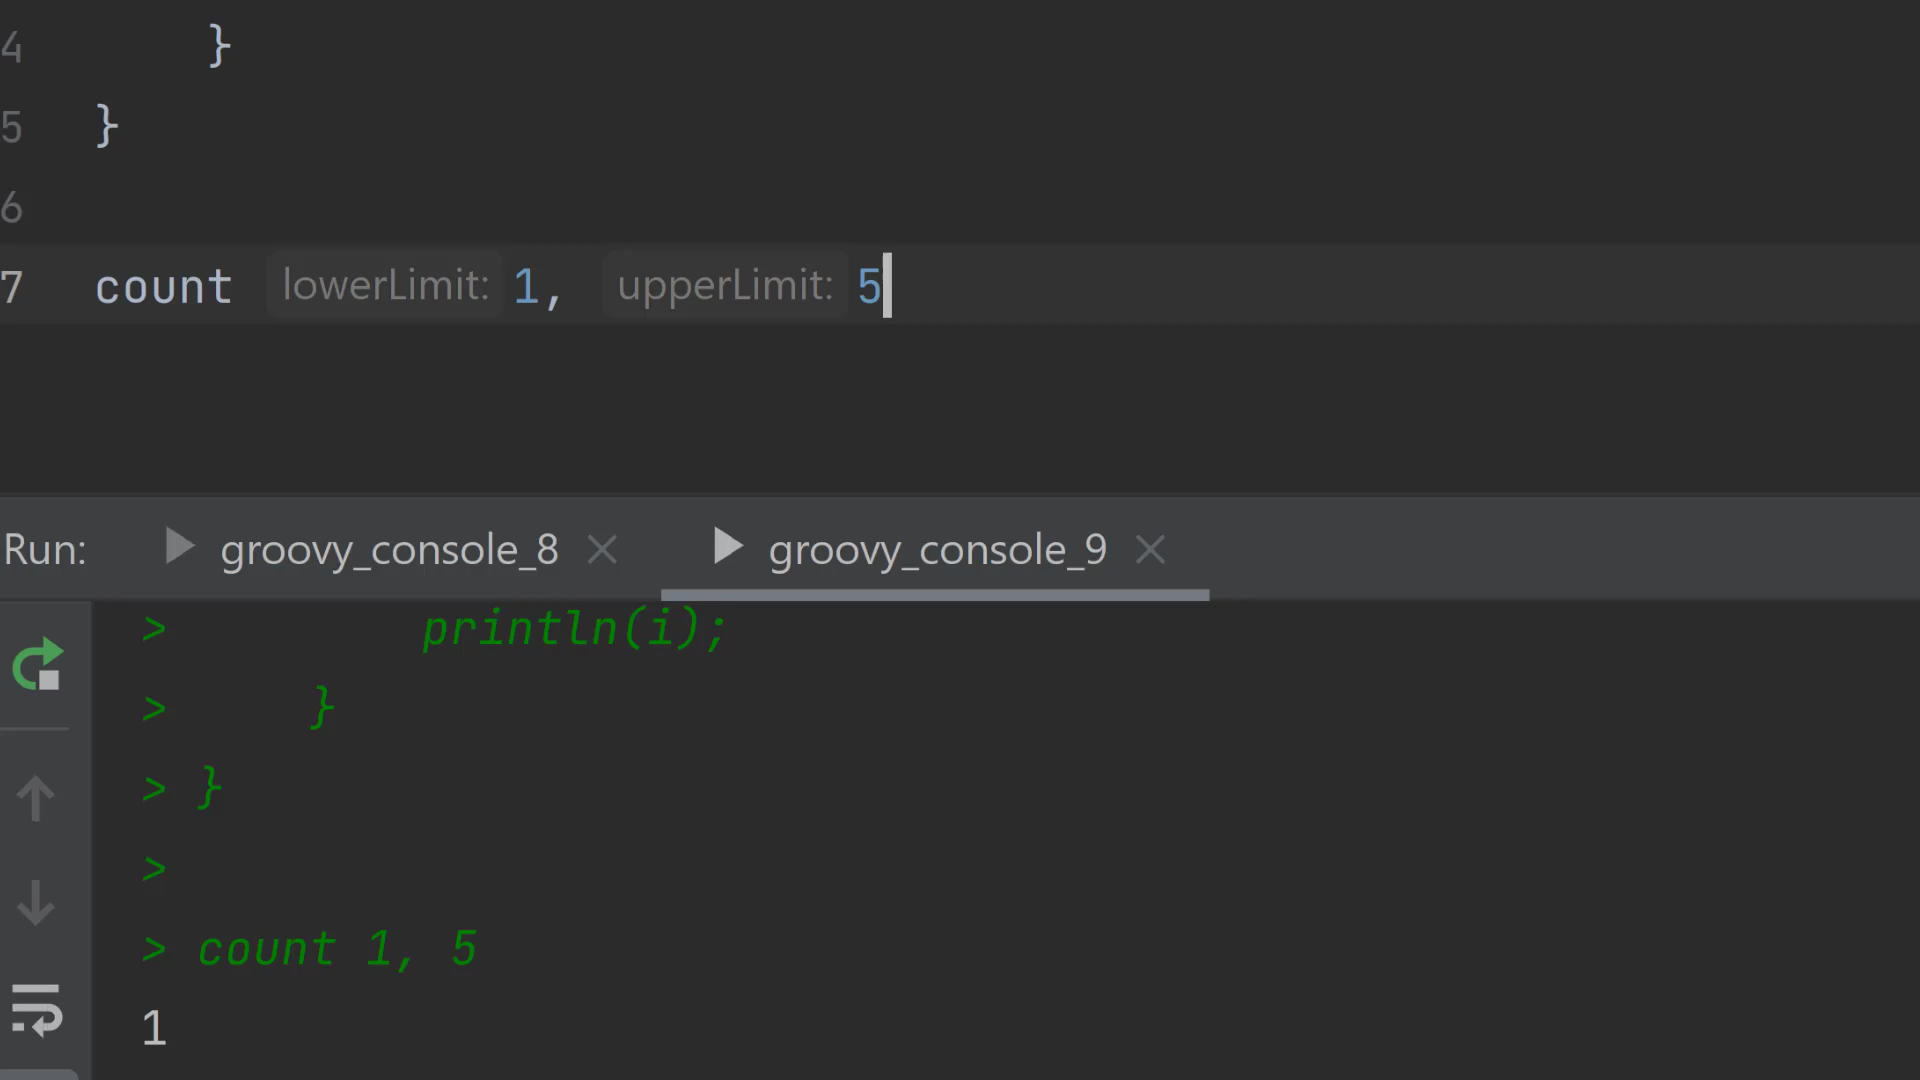 4 }
5 }
6
7 count lowerLimit: 1, upperLimit: 5
Run: groovy_console_8 groovy_console_9
> println(i);
> }
> }
>
> count 1, 5
1